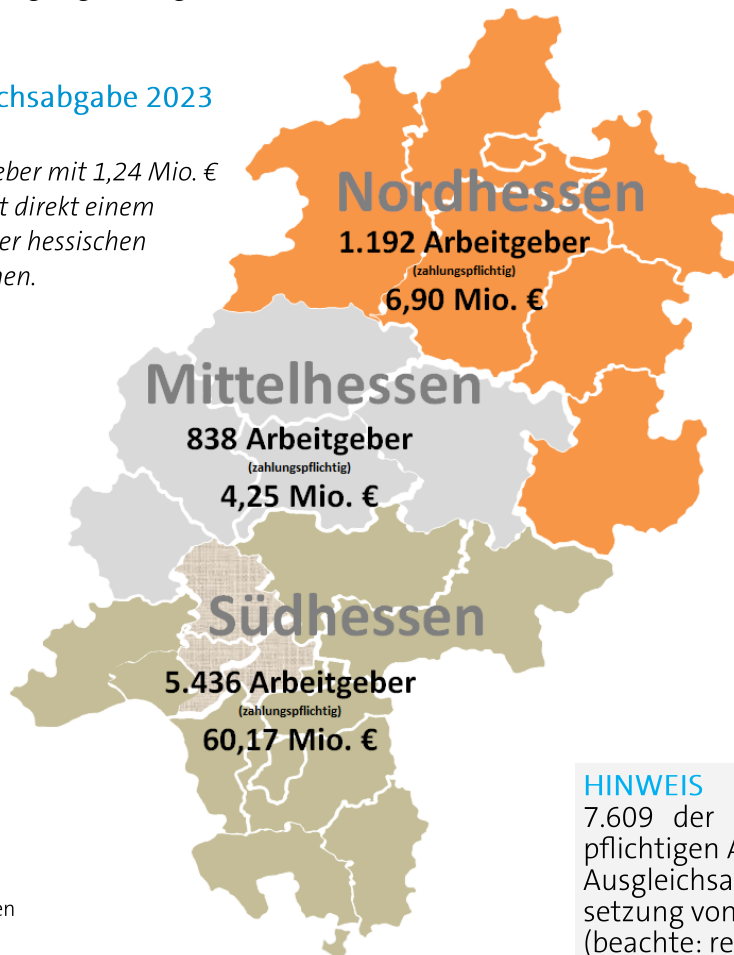 chsabgabe 2023
eber mit 1,24 Mio. €
t direkt einem
er hessischen
nen.
Nordhessen
1.192 Arbeitgeber
(zahlungspflichtig)
6,90 Mio. €
Mittelhessen
838 Arbeitgeber
(zahlungspflichtig)
4,25 Mio. €
Südhessen
5.436 Arbeitgeber
(zahlungspflichtig)
60,17 Mio. €
en
HINWEIS
7.609 der
pflichtigen A
Ausgleichsa
setzung von
(beachte: re